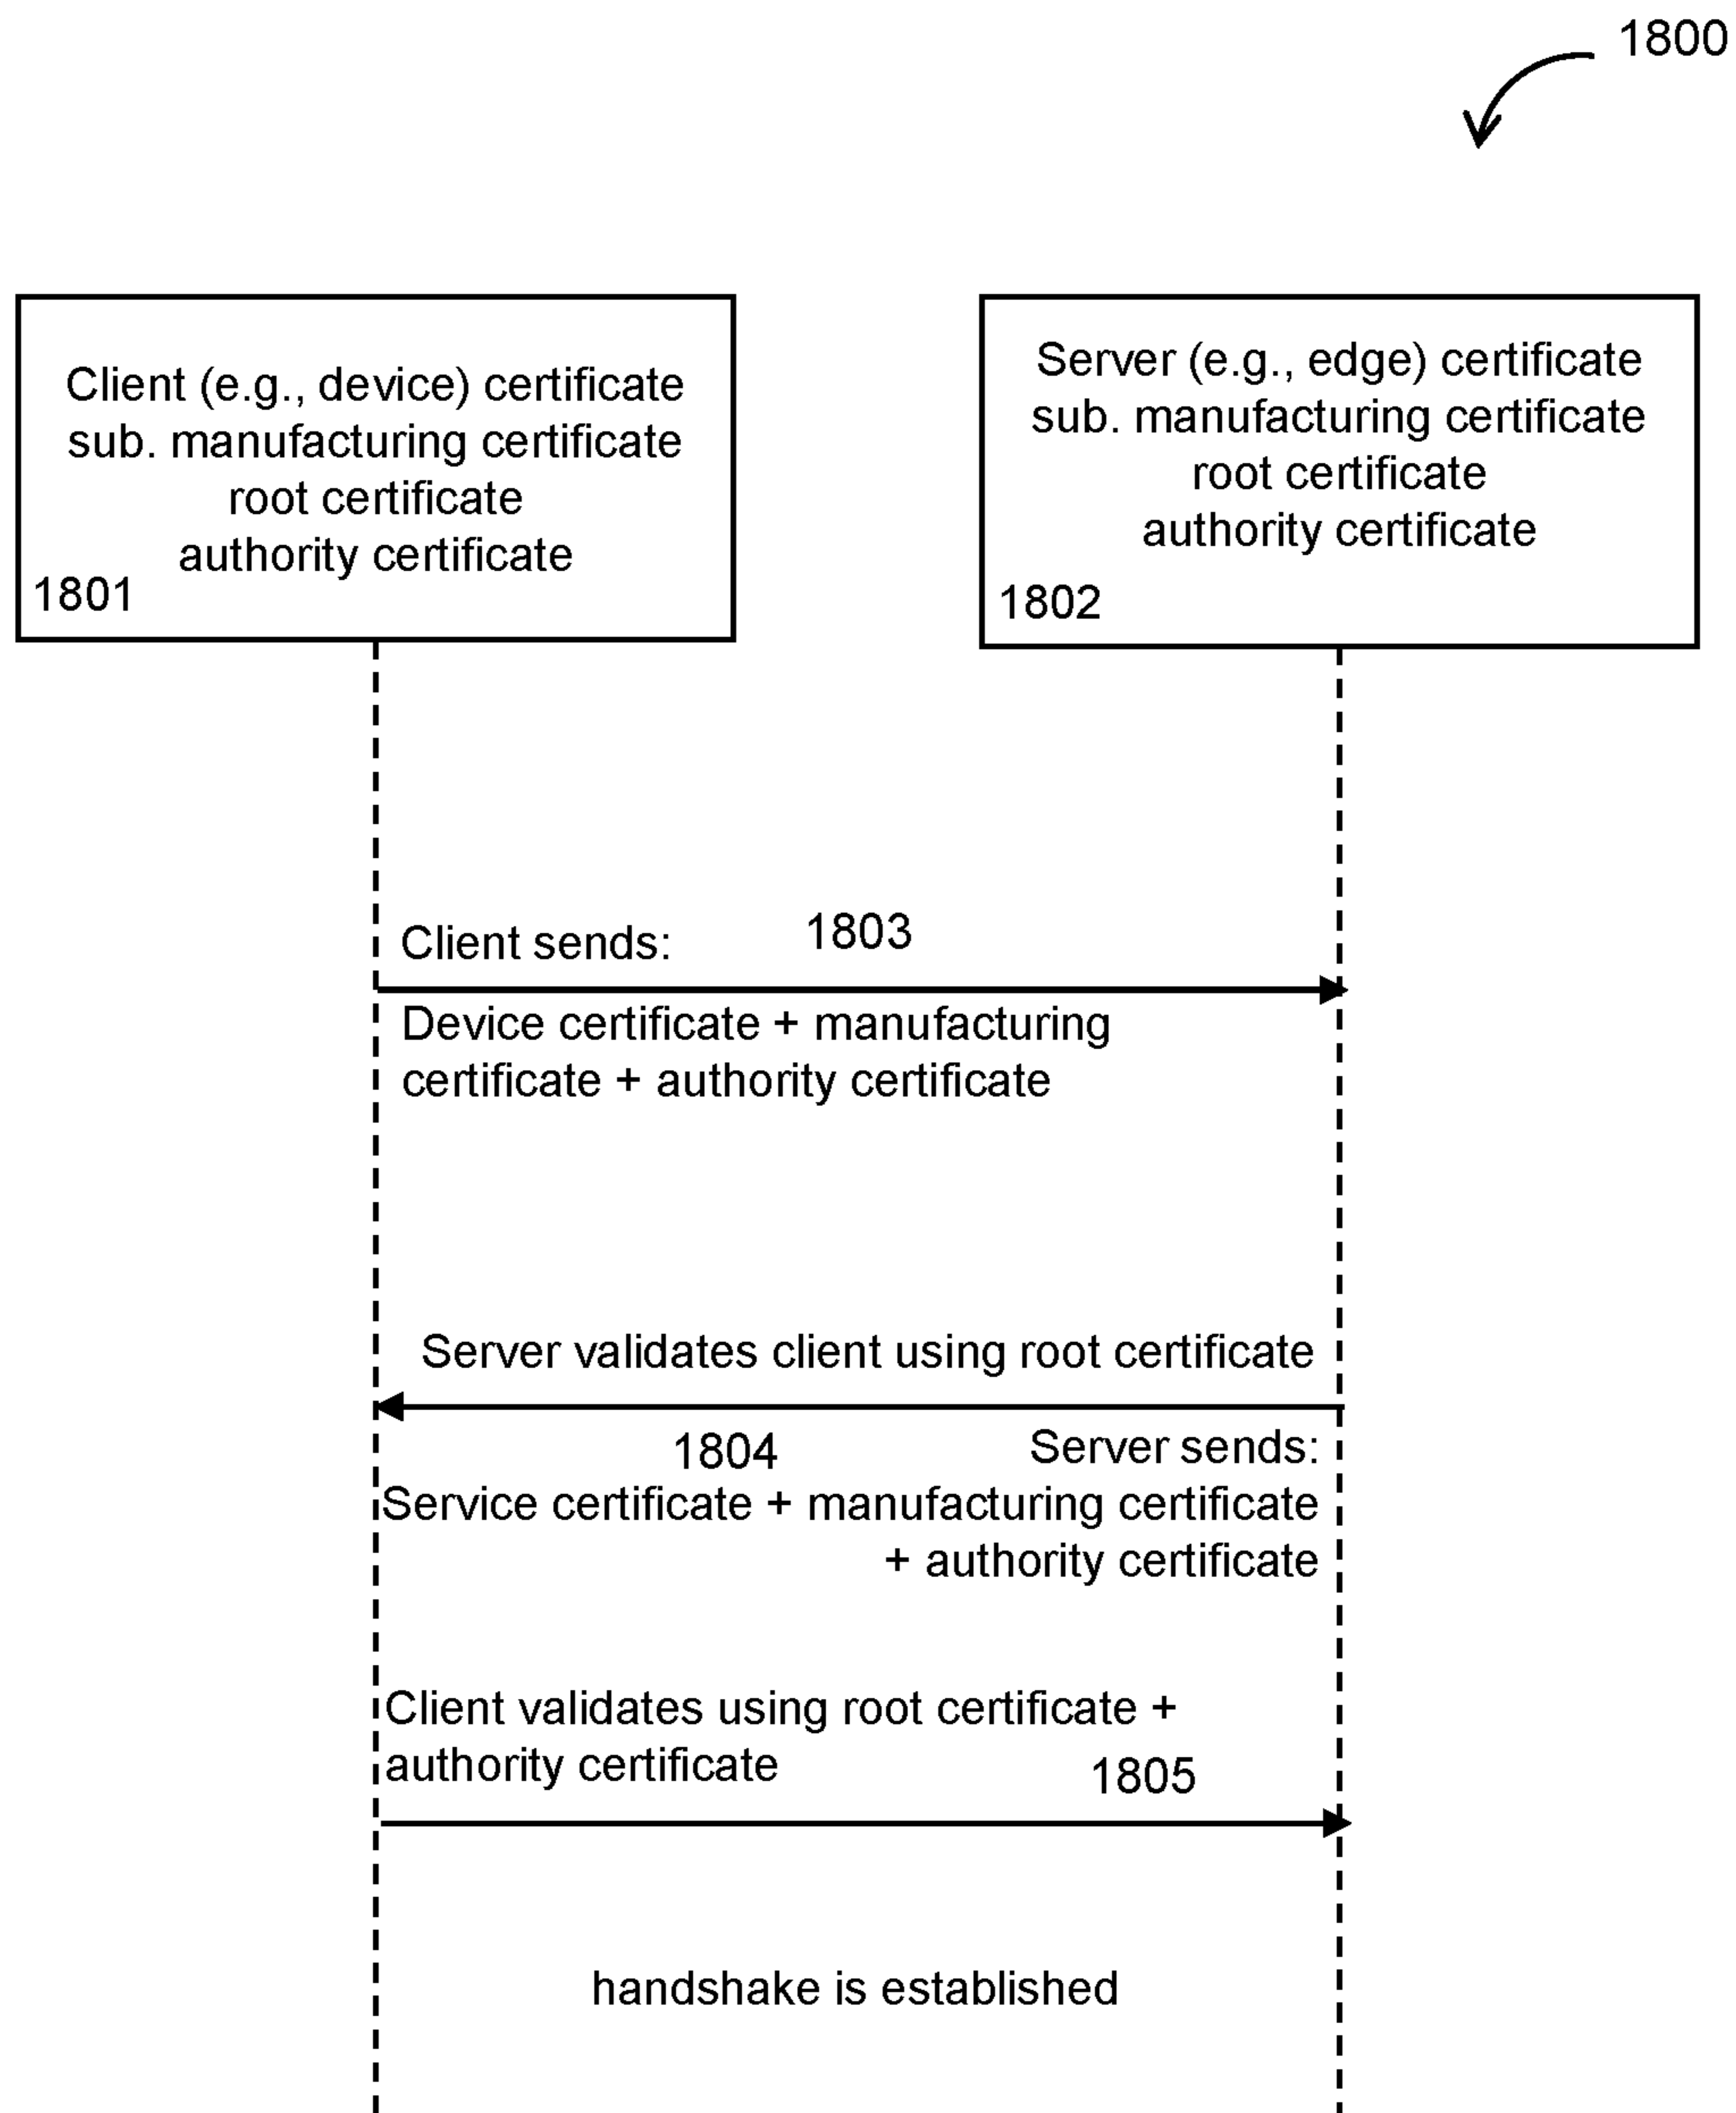 1800
Client (e.g., device) certificate
sub. manufacturing certificate
root certificate
authority certificate
1801
Server (e.g., edge) certificate
sub. manufacturing certificate
root certificate
authority certificate
1802
Client sends:
1803
Device certificate + manufacturing
certificate + authority certificate
Server validates client using root certificate
1804
Server sends:
Service certificate + manufacturing certificate
+ authority certificate
Client validates using root certificate +
authority certificate
1805
handshake is established